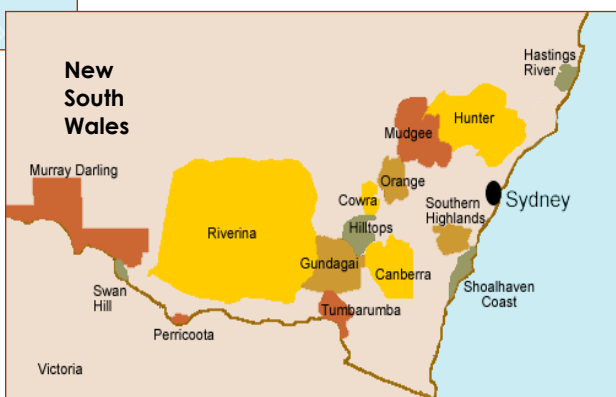 New
South
Wales
Hastings
River
Hunter
Mudgee
Murray Darling
Orange
Cowra
Southern
Highlands
Sydney
Hilltops
Riverina
Gundagai
Canberra
Swan
Hill
Shoalhaven
Coast
Tumbarumba
Perricoota
Victoria